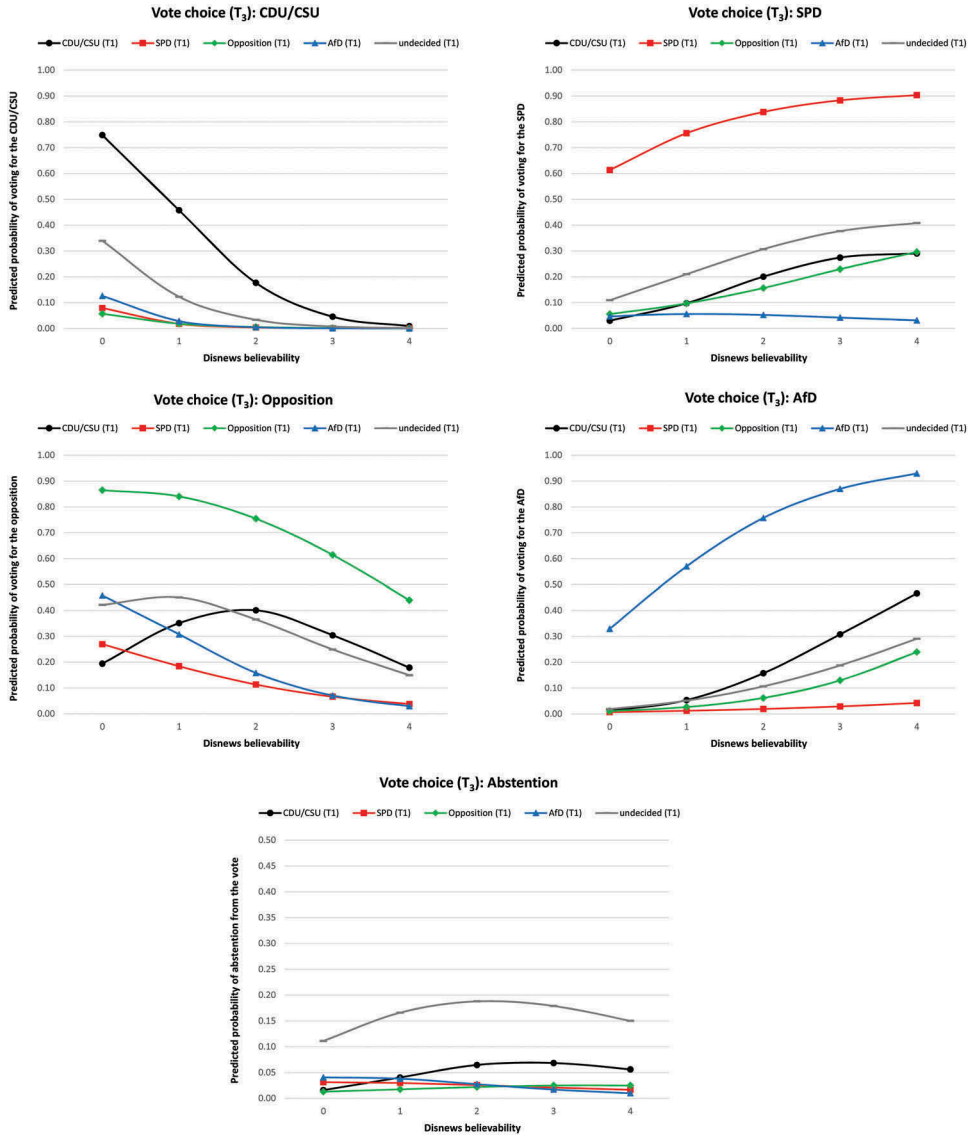 Vote choice (T3): CDU/CSU
CDU/CSU (T1) SPD (T1) Opposition (T1) AfD (T1) undecided (T1)
Predicted probability of voting for the CDU/CSU
1.00
0.90
0.80
0.70
0.60
0.50
0.40
0.30
0.20
0.10
0.00
0 1 2 3 4
Disnews believability
Vote choice (T3): SPD
CDU/CSU (T1) SPD (T1) Opposition (T1) AfD (T1) undecided (T1)
Predicted probability of voting for the SPD
1.00
0.90
0.80
0.70
0.60
0.50
0.40
0.30
0.20
0.10
0.00
0 1 2 3 4
Disnews believability
Vote choice (T3): Opposition
CDU/CSU (T1) SPD (T1) Opposition (T1) AfD (T1) undecided (T1)
Predicted probability of voting for the opposition
1.00
0.90
0.80
0.70
0.60
0.50
0.40
0.30
0.20
0.10
0.00
0 1 2 3 4
Disnews believability
Vote choice (T3): AfD
CDU/CSU (T1) SPD (T1) Opposition (T1) AfD (T1) undecided (T1)
Predicted probability of voting for the AfD
1.00
0.90
0.80
0.70
0.60
0.50
0.40
0.30
0.20
0.10
0.00
0 1 2 3 4
Disnews believability
Vote choice (T3): Abstention
CDU/CSU (T1) SPD (T1) Opposition (T1) AfD (T1) undecided (T1)
Predicted probability of abstention from the vote
0.50
0.45
0.40
0.35
0.30
0.25
0.20
0.15
0.10
0.05
0.00
0 1 2 3 4
Disnews believability